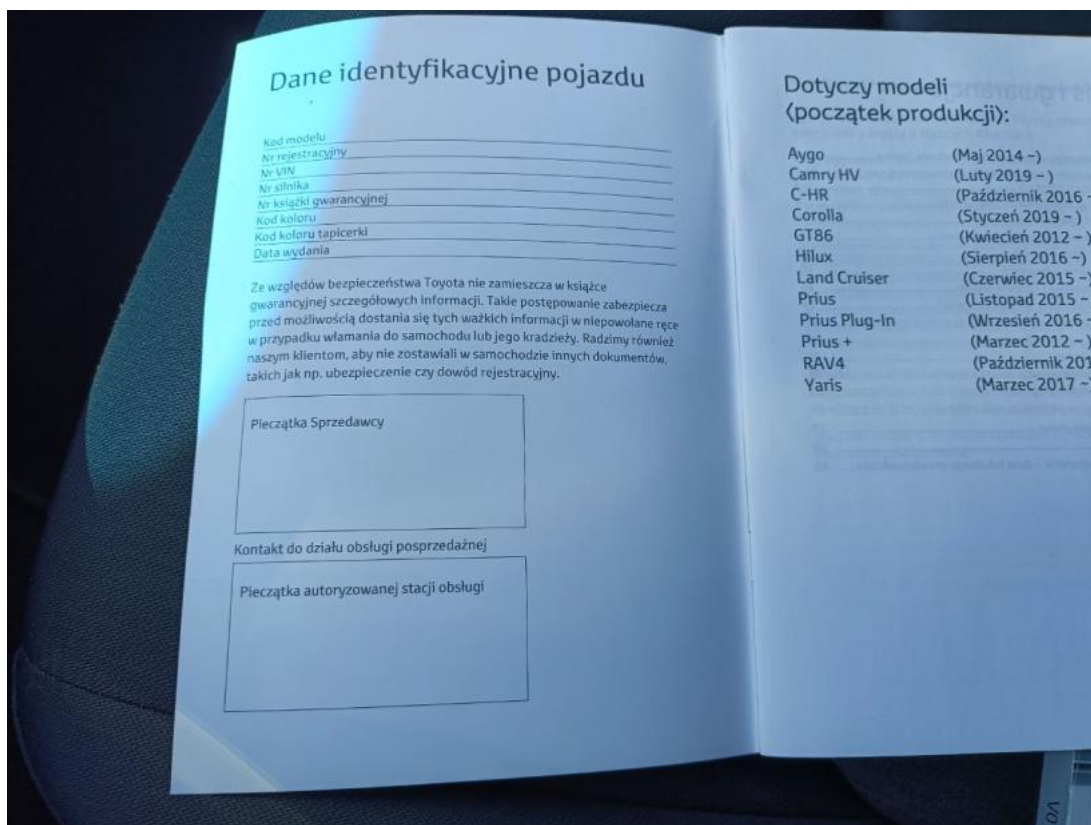 Dane identyfikacyjne pojazdu
Kod modelu
Nr rejestracyjny
Nr VIN
Nr silnika
Nr książki gwarancyjnej
Kod koloru
Kod koloru tapicerki
Data wydania
Ze względów bezpieczeństwa Toyota nie zamieszcza w książce
gwarancyjnej szczegółowych informacji. Takie postępowanie zabezpiecza
przed możliwością dostania się tych ważkich informacji w niepowołane ręce
w przypadku włamania do samochodu lub jego kradzieży. Radzimy również
naszym klientom, aby nie zostawiali w samochodzie innych dokumentów,
takich jak np. ubezpieczenie czy dowód rejestracyjny.
Pieczątka Sprzedawcy
Kontakt do działu obsługi posprzedażnej
Pieczątka autoryzowanej stacji obsługi
Dotyczy modeli
(początek produkcji):
Aygo (Maj 2014 ~)
Camry HV (Luty 2019 ~ )
C-HR (Październik 2016 ~
Corolla (Styczeń 2019 ~ )
GT86 (Kwiecień 2012 ~ )
Hilux (Sierpień 2016 ~)
Land Cruiser (Czerwiec 2015 ~)
Prius (Listopad 2015 ~
Prius Plug-In (Wrzesień 2016 ~
Prius + (Marzec 2012 ~ )
RAV4 (Październik 201
Yaris (Marzec 2017 ~